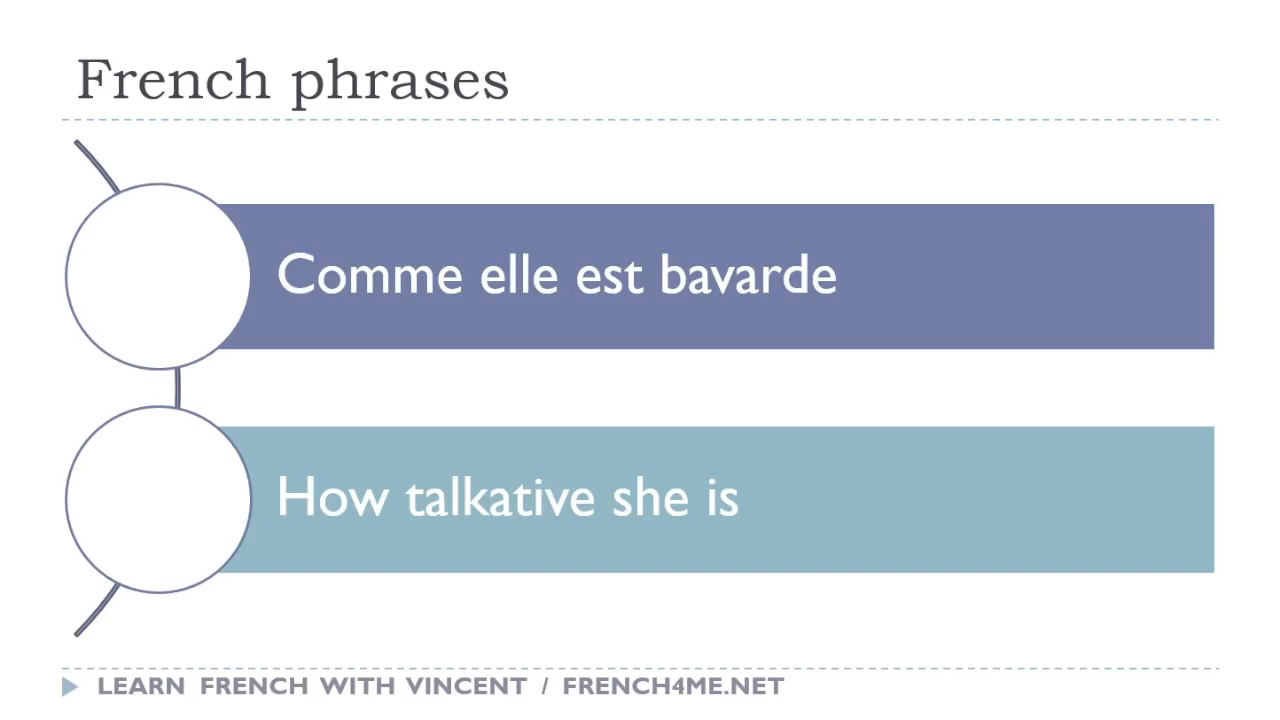 French phrases
Comme elle est bavarde
How talkative she is
LEARN FRENCH WITH VINCENT / FRENCH4ME.NET